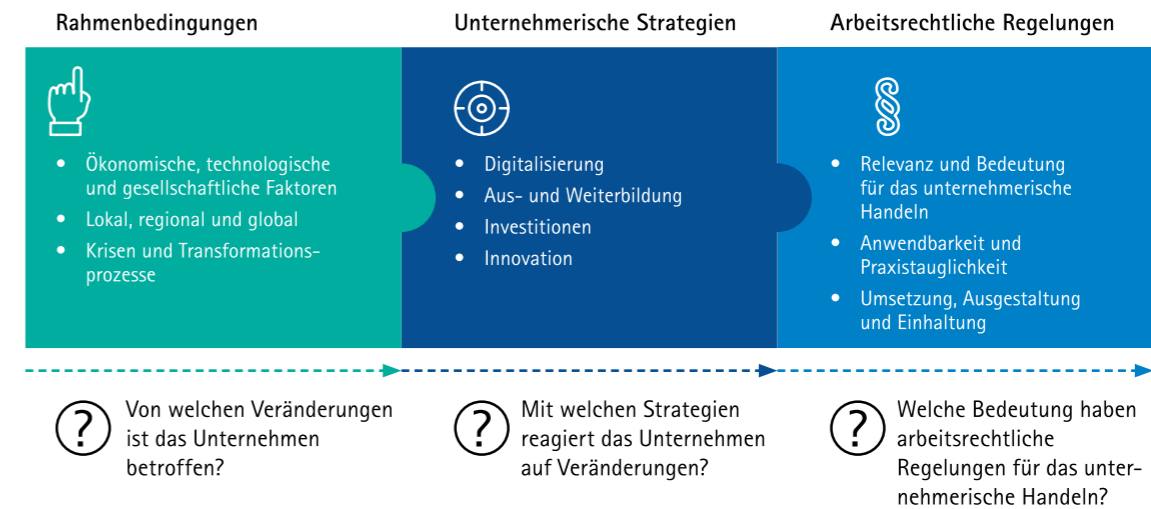 Rahmenbedingungen
Ökonomische, technologische
und gesellschaftliche Faktoren
Lokal, regional und global
Krisen und Transformations-
prozesse
Von welchen Veränderungen
ist das Unternehmen
betroffen?
Unternehmerische Strategien
Digitalisierung
Aus- und Weiterbildung
Investitionen
Innovation
Mit welchen Strategien
reagiert das Unternehmen
auf Veränderungen?
Arbeitsrechtliche Regelungen
§
Relevanz und Bedeutung
für das unternehmerische
Handeln
Anwendbarkeit und
Praxistauglichkeit
Umsetzung, Ausgestaltung
und Einhaltung
Welche Bedeutung haben
arbeitsrechtliche
Regelungen für das unter-
nehmerische Handeln?